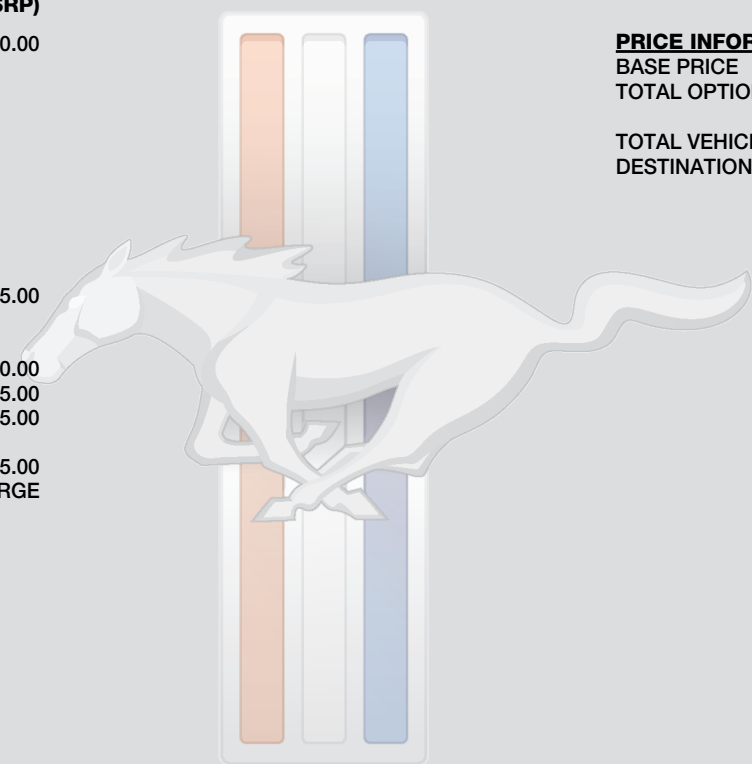 SRP)
0.00
5.00
0.00
5.00
5.00
5.00
RGE
PRICE INFOR
BASE PRICE
TOTAL OPTION
TOTAL VEHICL
DESTINATION